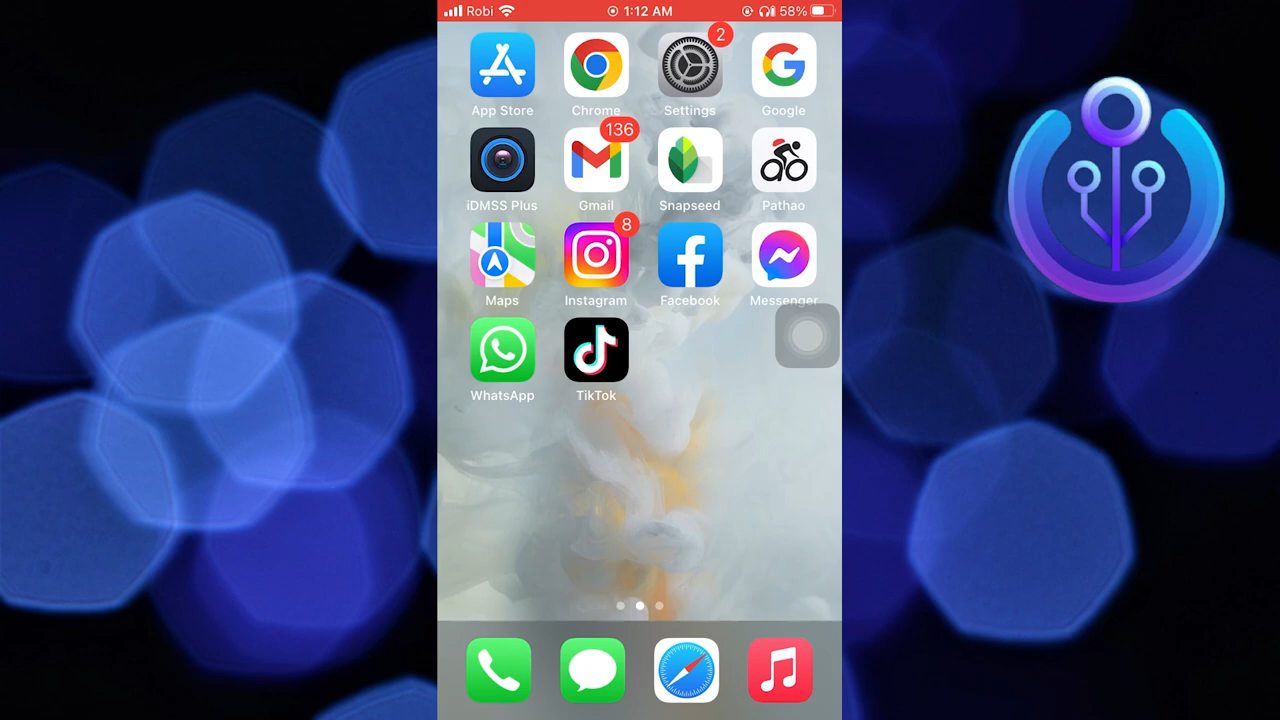 Robi 1:12 AM 58%
2
App Store Chrome Settings Google
136
iDMSS Plus Gmail Snapseed Pathao
8
Maps Instagram Facebook Messenger
WhatsApp TikTok